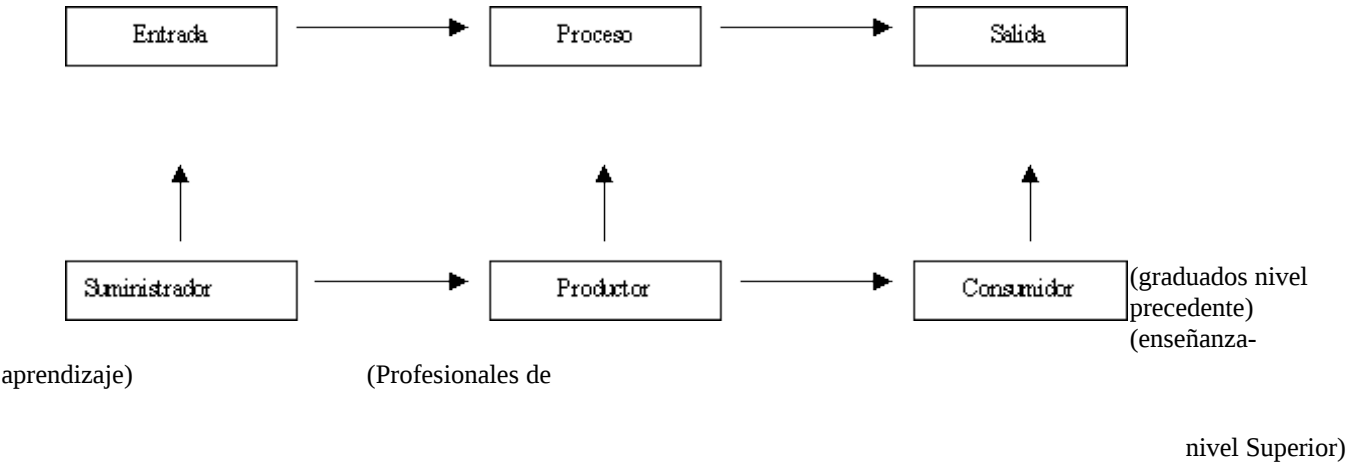 Entrada Proceso Salida
Suministrador Productor Consumidor (graduados nivel
precedente)
(enseñanza-
aprendizaje) (Profesionales de
nivel Superior)